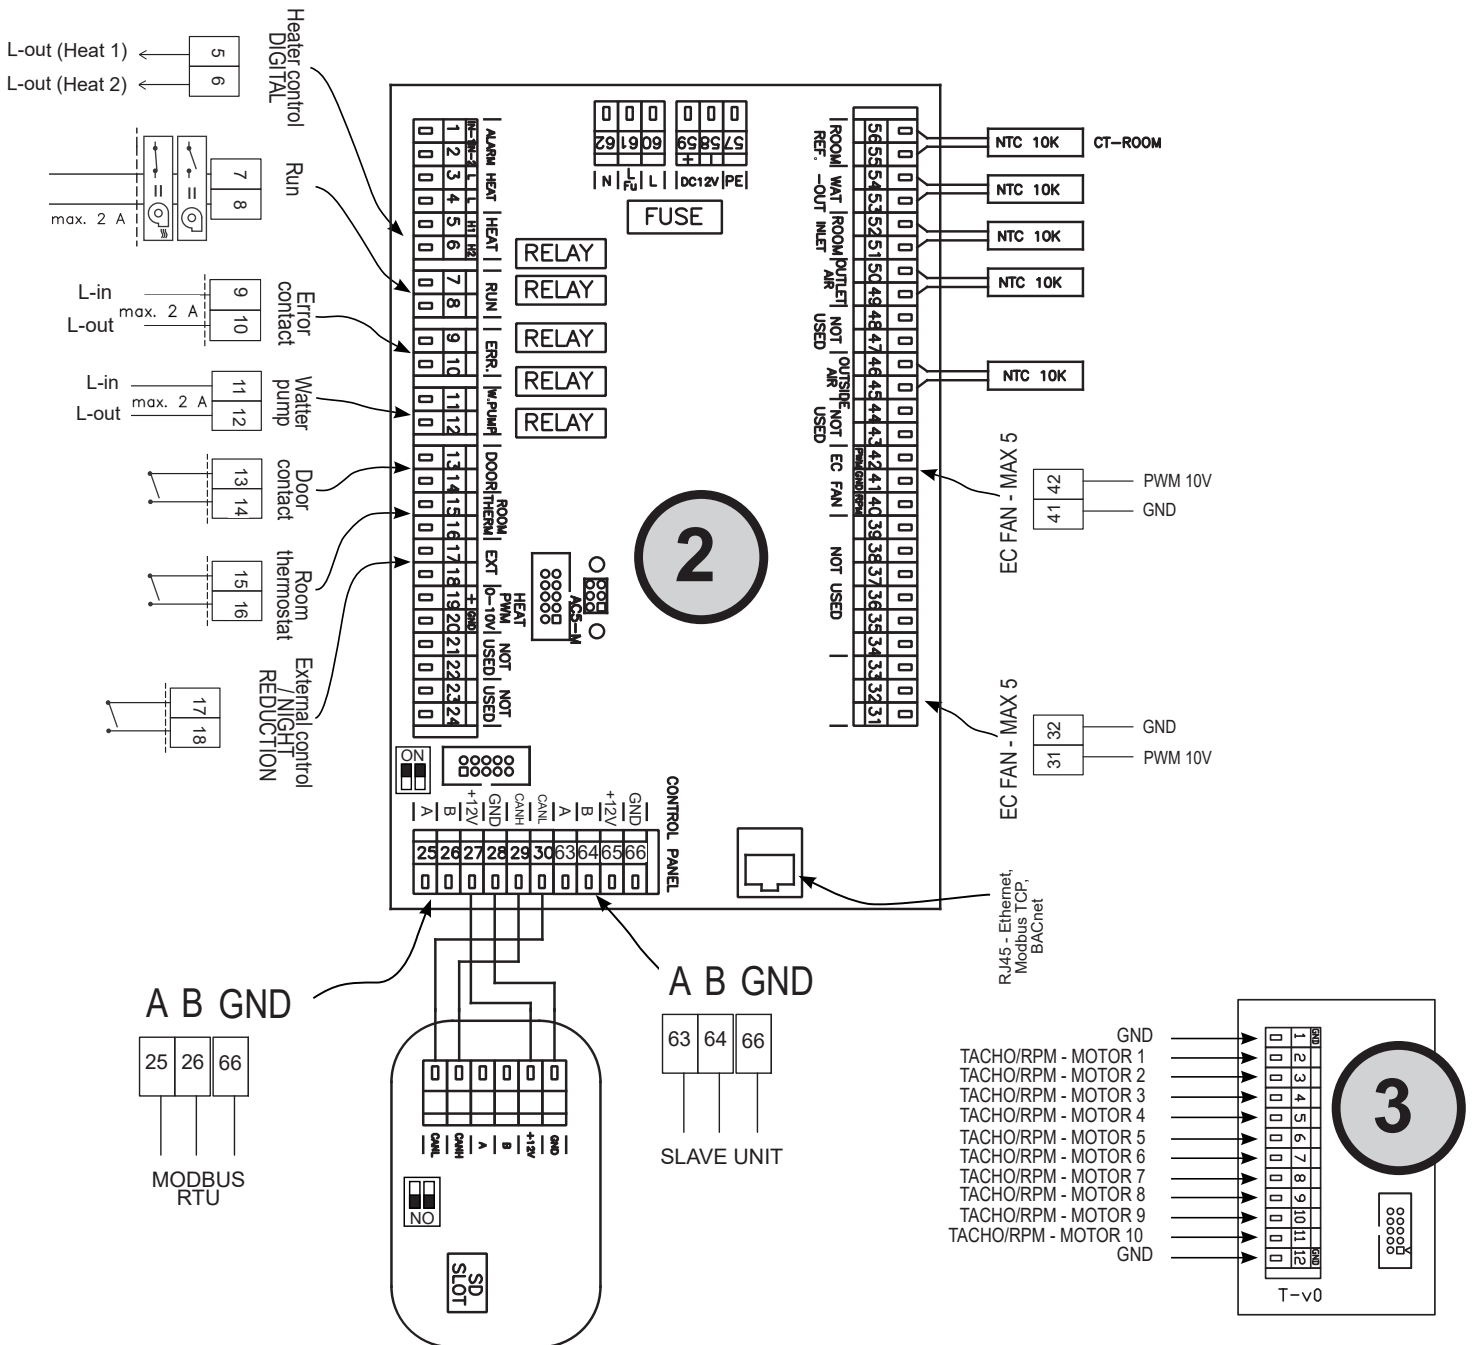 Heater control
DIGITAL
L-out (Heat 1)
L-out (Heat 2)
5
6
Run
7
8
max. 2 A
Error
contact
L-in
max. 2 A
L-out
9
10
Watter
pump
L-in
max. 2 A
L-out
11
12
Door
contact
13
14
Room
thermostat
15
16
External control
/ NIGHT
REDUCTION
17
18
1 IN-1
2 IN-2
3 L
4 L
5 H1
6 H2
7
8
9
10
11
12
13
14
15
16
17
18
19 +
20 GND
21
22
23
24
ALARM HEAT
HEAT
RUN
ERR.
W.PUMP
DOOR
ROOM
THERM
EXT
HEAT
PWM
0-10V
NOT
USED
NOT
USED
62 61 60 59 58 57
+ –
N L Fu L DC12V PE
FUSE
RELAY
RELAY
RELAY
RELAY
RELAY
2
AC5-M
56
55
54
53
52
51
50
49
48
47
46
45
44
43
42 PWM
41 GND
40 RPM
39
38
37
36
35
34
33
32
31
ROOM
REF.
WAT
-OUT
ROOM
INLET
OUTLET
AIR
NOT
USED
OUTSIDE
AIR
NOT
USED
EC FAN
NOT USED
NTC 10K CT-ROOM
NTC 10K
NTC 10K
NTC 10K
NTC 10K
EC FAN - MAX 5
42 PWM 10V
41 GND
EC FAN - MAX 5
32 GND
31 PWM 10V
ON
A B +12V GND CANH CANL A B +12V GND
25 26 27 28 29 30 63 64 65 66
CONTROL PANEL
RJ45 - Ethernet,
Modbus TCP,
BACnet
A B GND
25 26 66
MODBUS
RTU
A B GND
63 64 66
SLAVE UNIT
CANL CANH A B +12V GND
ON
SD
SLOT
GND
TACHO/RPM - MOTOR 1
TACHO/RPM - MOTOR 2
TACHO/RPM - MOTOR 3
TACHO/RPM - MOTOR 4
TACHO/RPM - MOTOR 5
TACHO/RPM - MOTOR 6
TACHO/RPM - MOTOR 7
TACHO/RPM - MOTOR 8
TACHO/RPM - MOTOR 9
TACHO/RPM - MOTOR 10
GND
1 GND
2
3
4
5
6
7
8
9
10
11
12 GND
T-v0
3